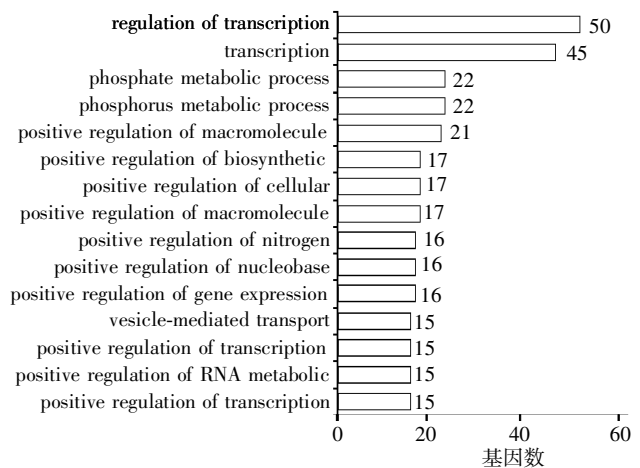 regulation of transcription 50
transcription 45
phosphate metabolic process 22
phosphorus metabolic process 22
positive regulation of macromolecule 21
positive regulation of biosynthetic 17
positive regulation of cellular 17
positive regulation of macromolecule 17
positive regulation of nitrogen 16
positive regulation of nucleobase 16
positive regulation of gene expression 16
vesicle-mediated transport 15
positive regulation of transcription 15
positive regulation of RNA metabolic 15
positive regulation of transcription 15
0 20 40 60
基因数